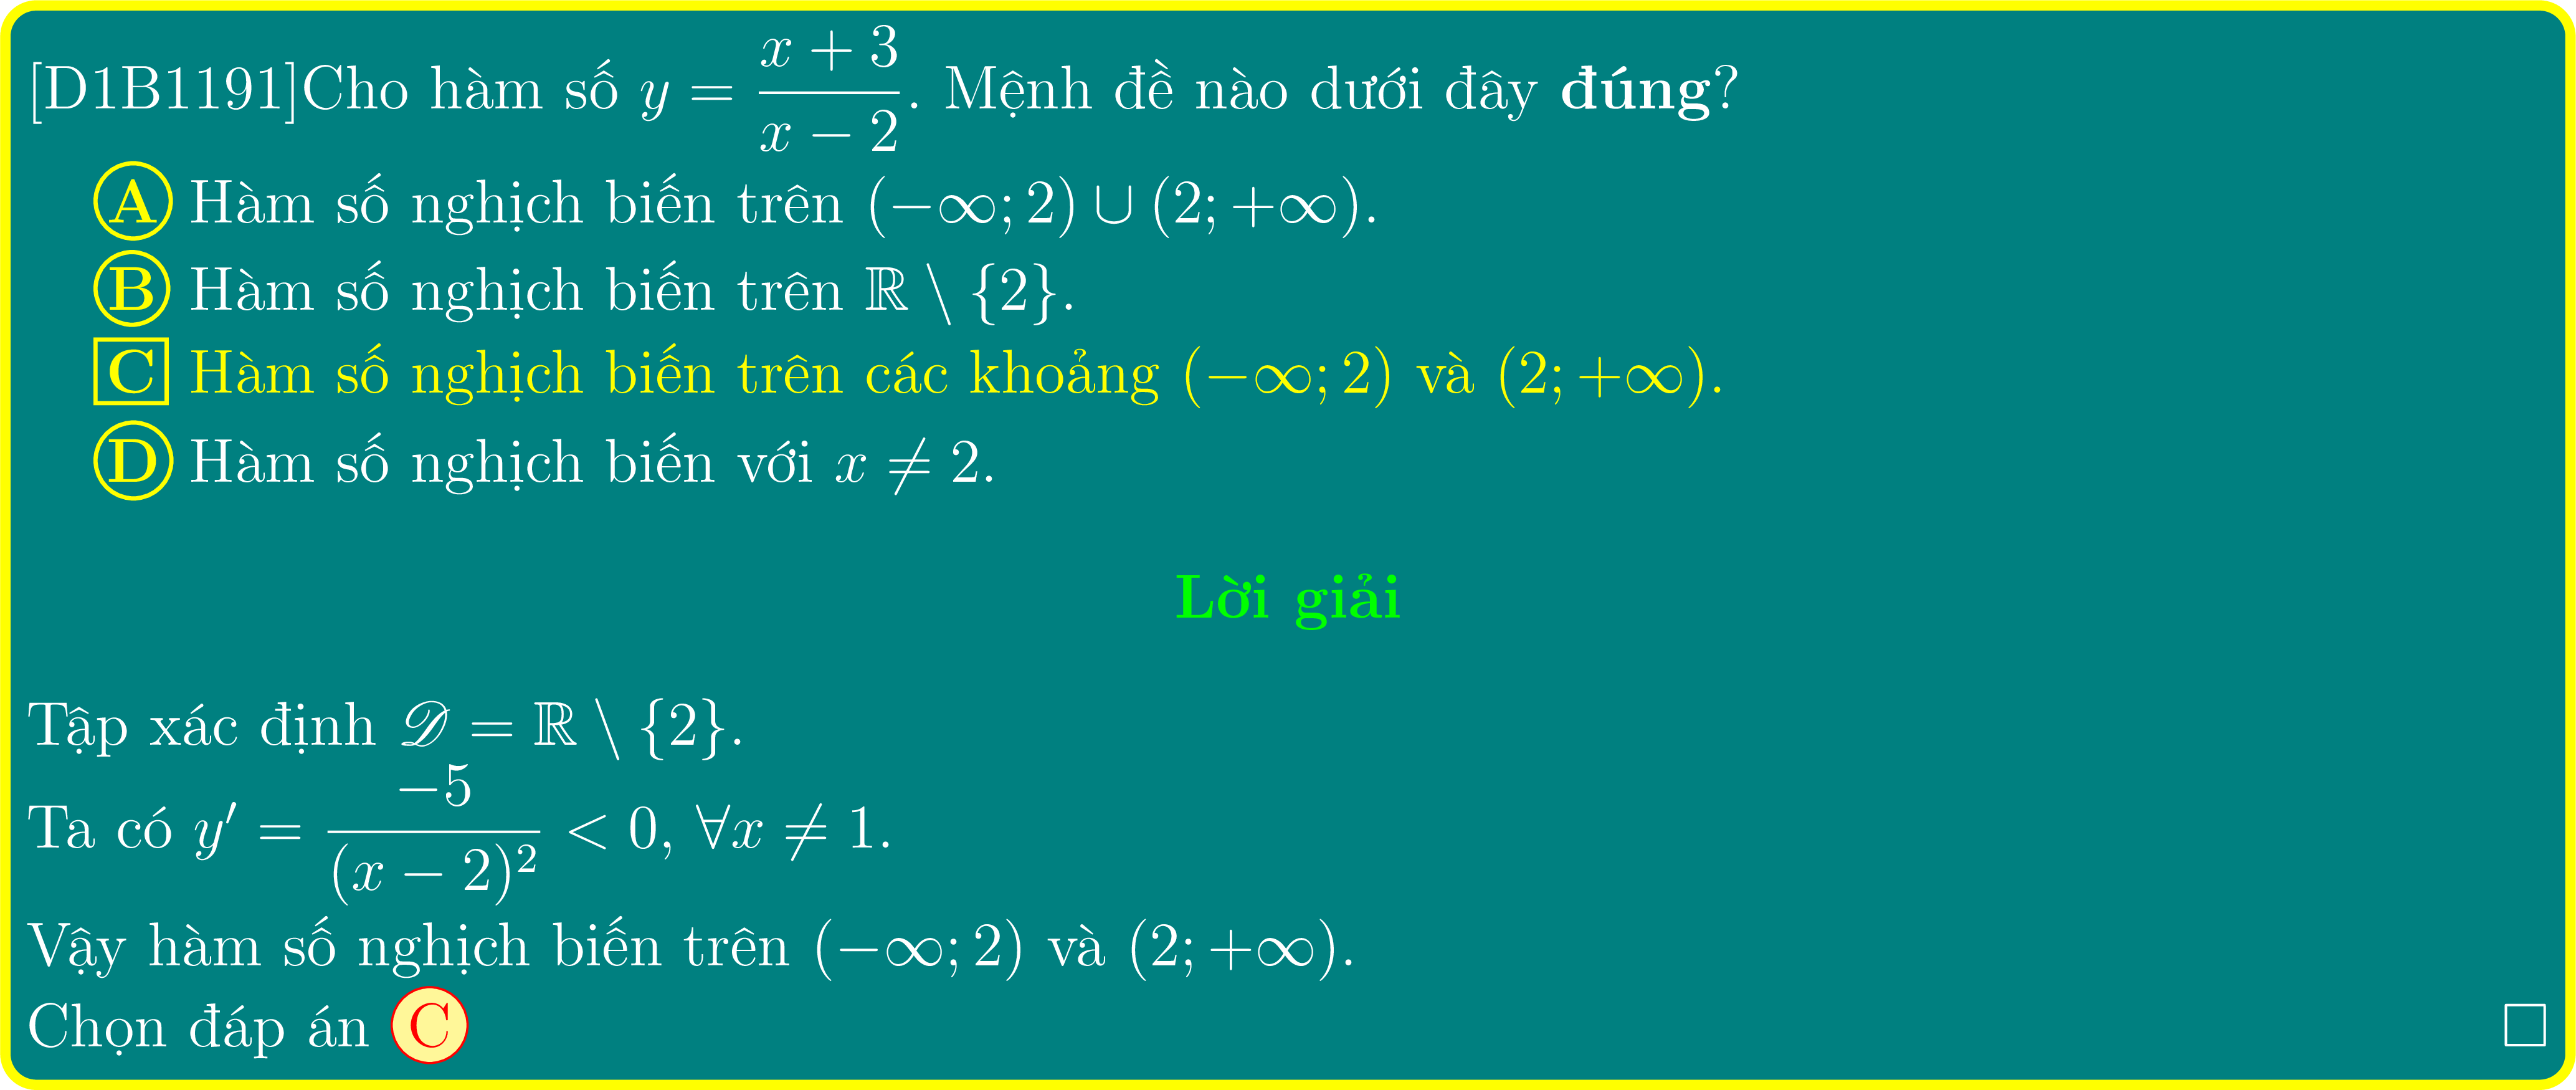 [D1B1191]Cho hàm số $y = \dfrac{x+3}{x-2}$. Mệnh đề nào dưới đây đúng?
A Hàm số nghịch biến trên $(-\infty; 2) \cup (2; +\infty)$.
B Hàm số nghịch biến trên $\mathbb{R} \setminus \{2\}$.
C Hàm số nghịch biến trên các khoảng $(-\infty; 2)$ và $(2; +\infty)$.
D Hàm số nghịch biến với $x \neq 2$.
Lời giải
Tập xác định $\mathscr{D} = \mathbb{R} \setminus \{2\}$.
Ta có $y' = \dfrac{-5}{(x-2)^2} < 0, \forall x \neq 1$.
Vậy hàm số nghịch biến trên $(-\infty; 2)$ và $(2; +\infty)$.
Chọn đáp án C □